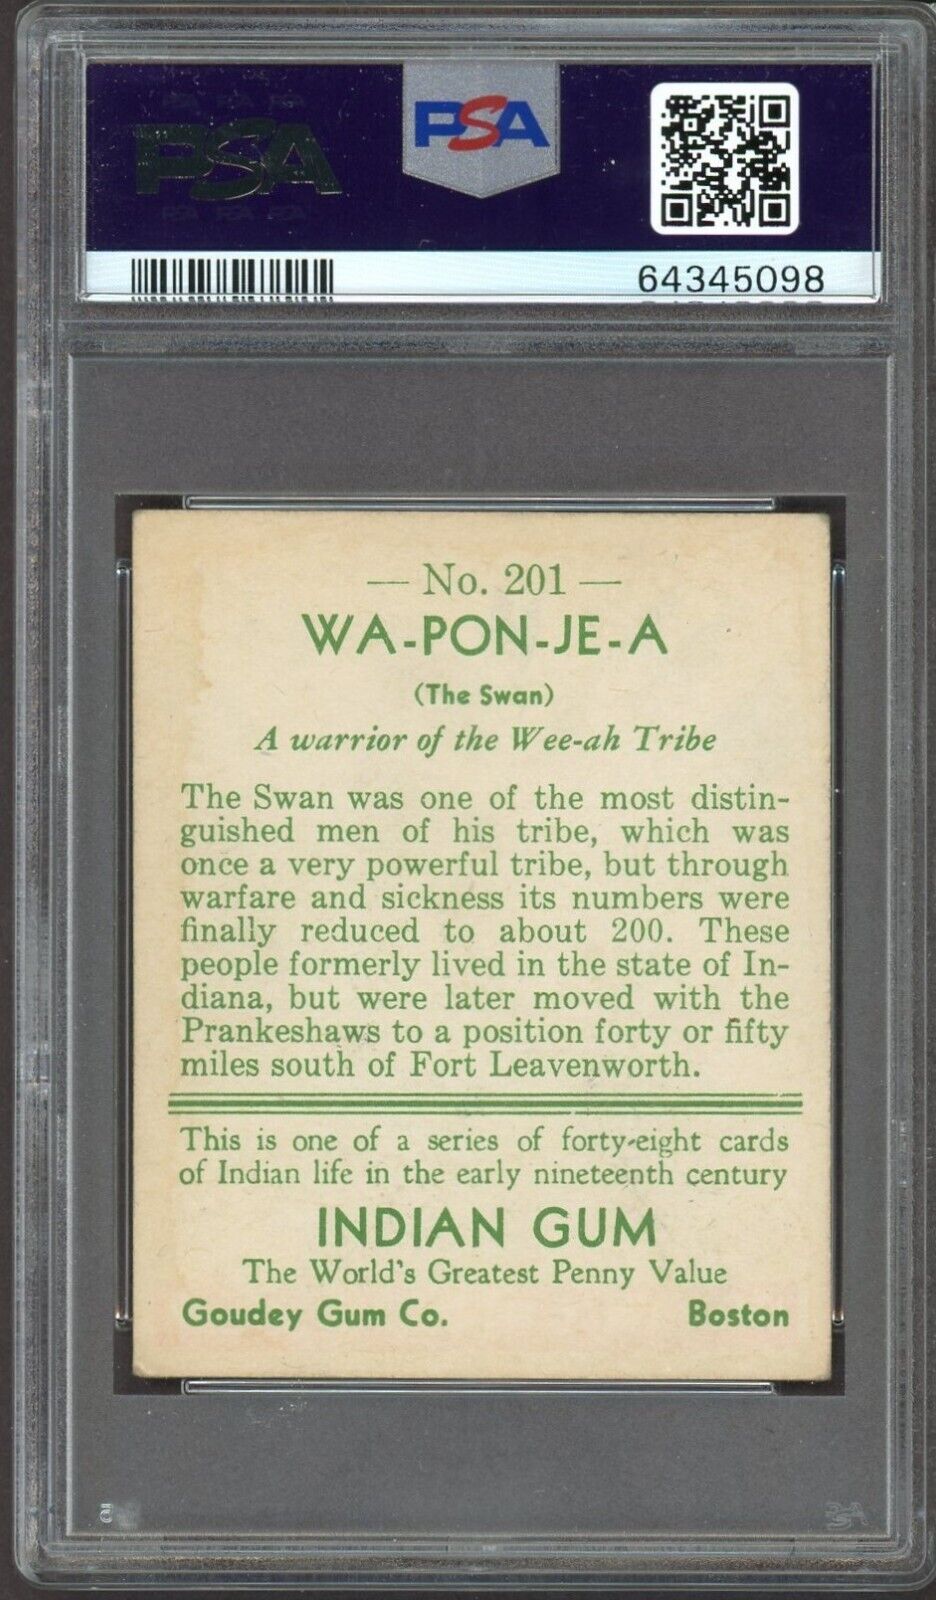 PSA
PSA
64345098
— No. 201 —
WA-PON-JE-A
(The Swan)
A warrior of the Wee-ah Tribe
The Swan was one of the most distin-
guished men of his tribe, which was
once a very powerful tribe, but through
warfare and sickness its numbers were
finally reduced to about 200. These
people formerly lived in the state of In-
diana, but were later moved with the
Prankeshaws to a position forty or fifty
miles south of Fort Leavenworth.
This is one of a series of forty-eight cards
of Indian life in the early nineteenth century
INDIAN GUM
The World's Greatest Penny Value
Goudey Gum Co. Boston